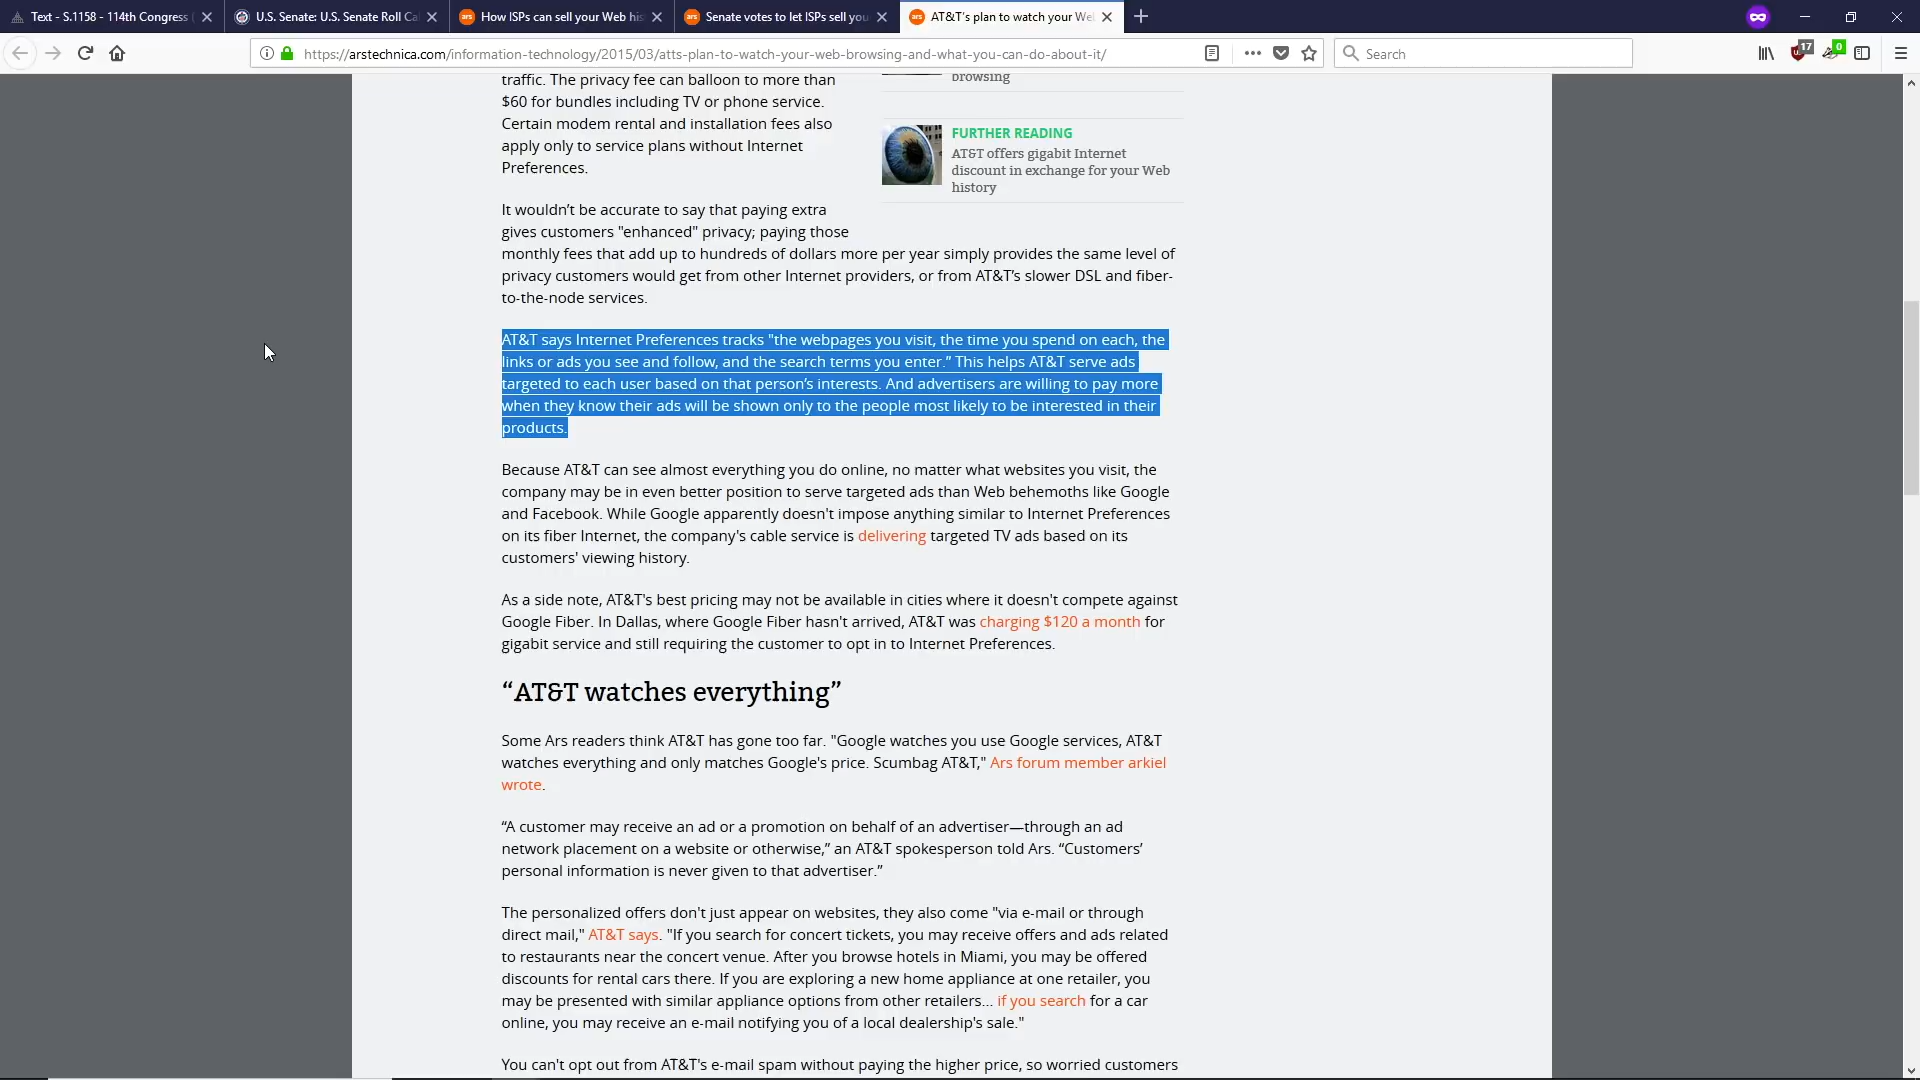 Text - S.1158 - 114th Congress
U.S. Senate: U.S. Senate Roll Ca
How ISPs can sell your Web his
Senate votes to let ISPs sell you
AT&T's plan to watch your We
https://arstechnica.com/information-technology/2015/03/atts-plan-to-watch-your-web-browsing-and-what-you-can-do-about-it/
Search
17
0
traffic. The privacy fee can balloon to more than
$60 for bundles including TV or phone service.
Certain modem rental and installation fees also
apply only to service plans without Internet
Preferences.
browsing
FURTHER READING
AT&T offers gigabit Internet
discount in exchange for your Web
history
It wouldn’t be accurate to say that paying extra
gives customers "enhanced" privacy; paying those
monthly fees that add up to hundreds of dollars more per year simply provides the same level of
privacy customers would get from other Internet providers, or from AT&T’s slower DSL and fiber-
to-the-node services.
AT&T says Internet Preferences tracks "the webpages you visit, the time you spend on each, the
links or ads you see and follow, and the search terms you enter.” This helps AT&T serve ads
targeted to each user based on that person’s interests. And advertisers are willing to pay more
when they know their ads will be shown only to the people most likely to be interested in their
products.
Because AT&T can see almost everything you do online, no matter what websites you visit, the
company may be in even better position to serve targeted ads than Web behemoths like Google
and Facebook. While Google apparently doesn't impose anything similar to Internet Preferences
on its fiber Internet, the company's cable service is delivering targeted TV ads based on its
customers' viewing history.
As a side note, AT&T's best pricing may not be available in cities where it doesn't compete against
Google Fiber. In Dallas, where Google Fiber hasn't arrived, AT&T was charging $120 a month for
gigabit service and still requiring the customer to opt in to Internet Preferences.
“AT&T watches everything”
Some Ars readers think AT&T has gone too far. "Google watches you use Google services, AT&T
watches everything and only matches Google's price. Scumbag AT&T," Ars forum member arkiel
wrote.
“A customer may receive an ad or a promotion on behalf of an advertiser—through an ad
network placement on a website or otherwise,” an AT&T spokesperson told Ars. “Customers’
personal information is never given to that advertiser.”
The personalized offers don't just appear on websites, they also come "via e-mail or through
direct mail," AT&T says. "If you search for concert tickets, you may receive offers and ads related
to restaurants near the concert venue. After you browse hotels in Miami, you may be offered
discounts for rental cars there. If you are exploring a new home appliance at one retailer, you
may be presented with similar appliance options from other retailers... if you search for a car
online, you may receive an e-mail notifying you of a local dealership's sale."
You can't opt out from AT&T's e-mail spam without paying the higher price, so worried customers